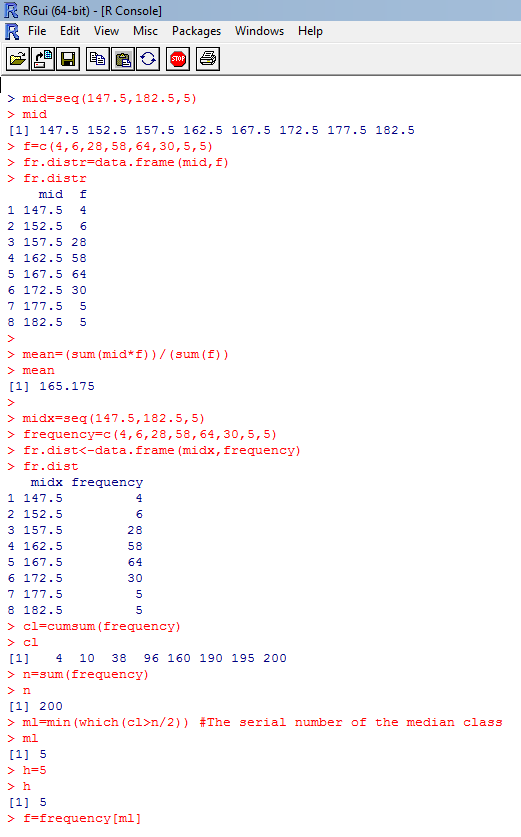 RGui (64-bit) - [R Console]
File Edit View Misc Packages Windows Help
STOP
> mid=seq(147.5,182.5,5)
> mid
[1] 147.5 152.5 157.5 162.5 167.5 172.5 177.5 182.5
> f=c(4,6,28,58,64,30,5,5)
> fr.distr=data.frame(mid,f)
> fr.distr
    mid  f
1 147.5  4
2 152.5  6
3 157.5 28
4 162.5 58
5 167.5 64
6 172.5 30
7 177.5  5
8 182.5  5
>
> mean=(sum(mid*f))/(sum(f))
> mean
[1] 165.175
>
> midx=seq(147.5,182.5,5)
> frequency=c(4,6,28,58,64,30,5,5)
> fr.dist<-data.frame(midx,frequency)
> fr.dist
   midx frequency
1 147.5         4
2 152.5         6
3 157.5        28
4 162.5        58
5 167.5        64
6 172.5        30
7 177.5         5
8 182.5         5
> cl=cumsum(frequency)
> cl
[1]   4  10  38  96 160 190 195 200
> n=sum(frequency)
> n
[1] 200
> ml=min(which(cl>n/2)) #The serial number of the median class
> ml
[1] 5
> h=5
> h
[1] 5
> f=frequency[ml]